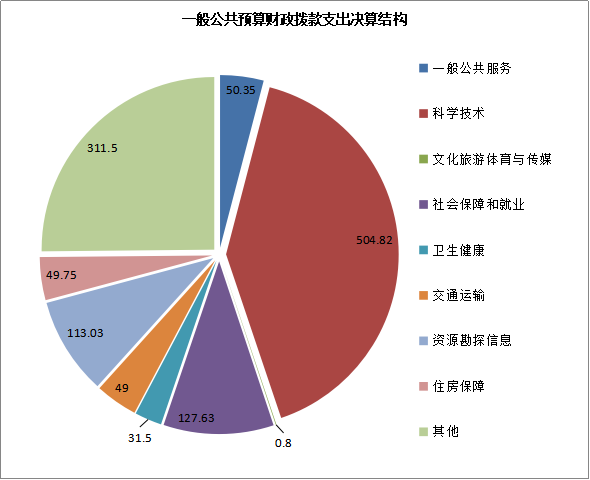 一般公共预算财政拨款支出决算结构
50.35
504.82
0.8
127.63
31.5
49
113.03
49.75
311.5
一般公共服务
科学技术
文化旅游体育与传媒
社会保障和就业
卫生健康
交通运输
资源勘探信息
住房保障
其他